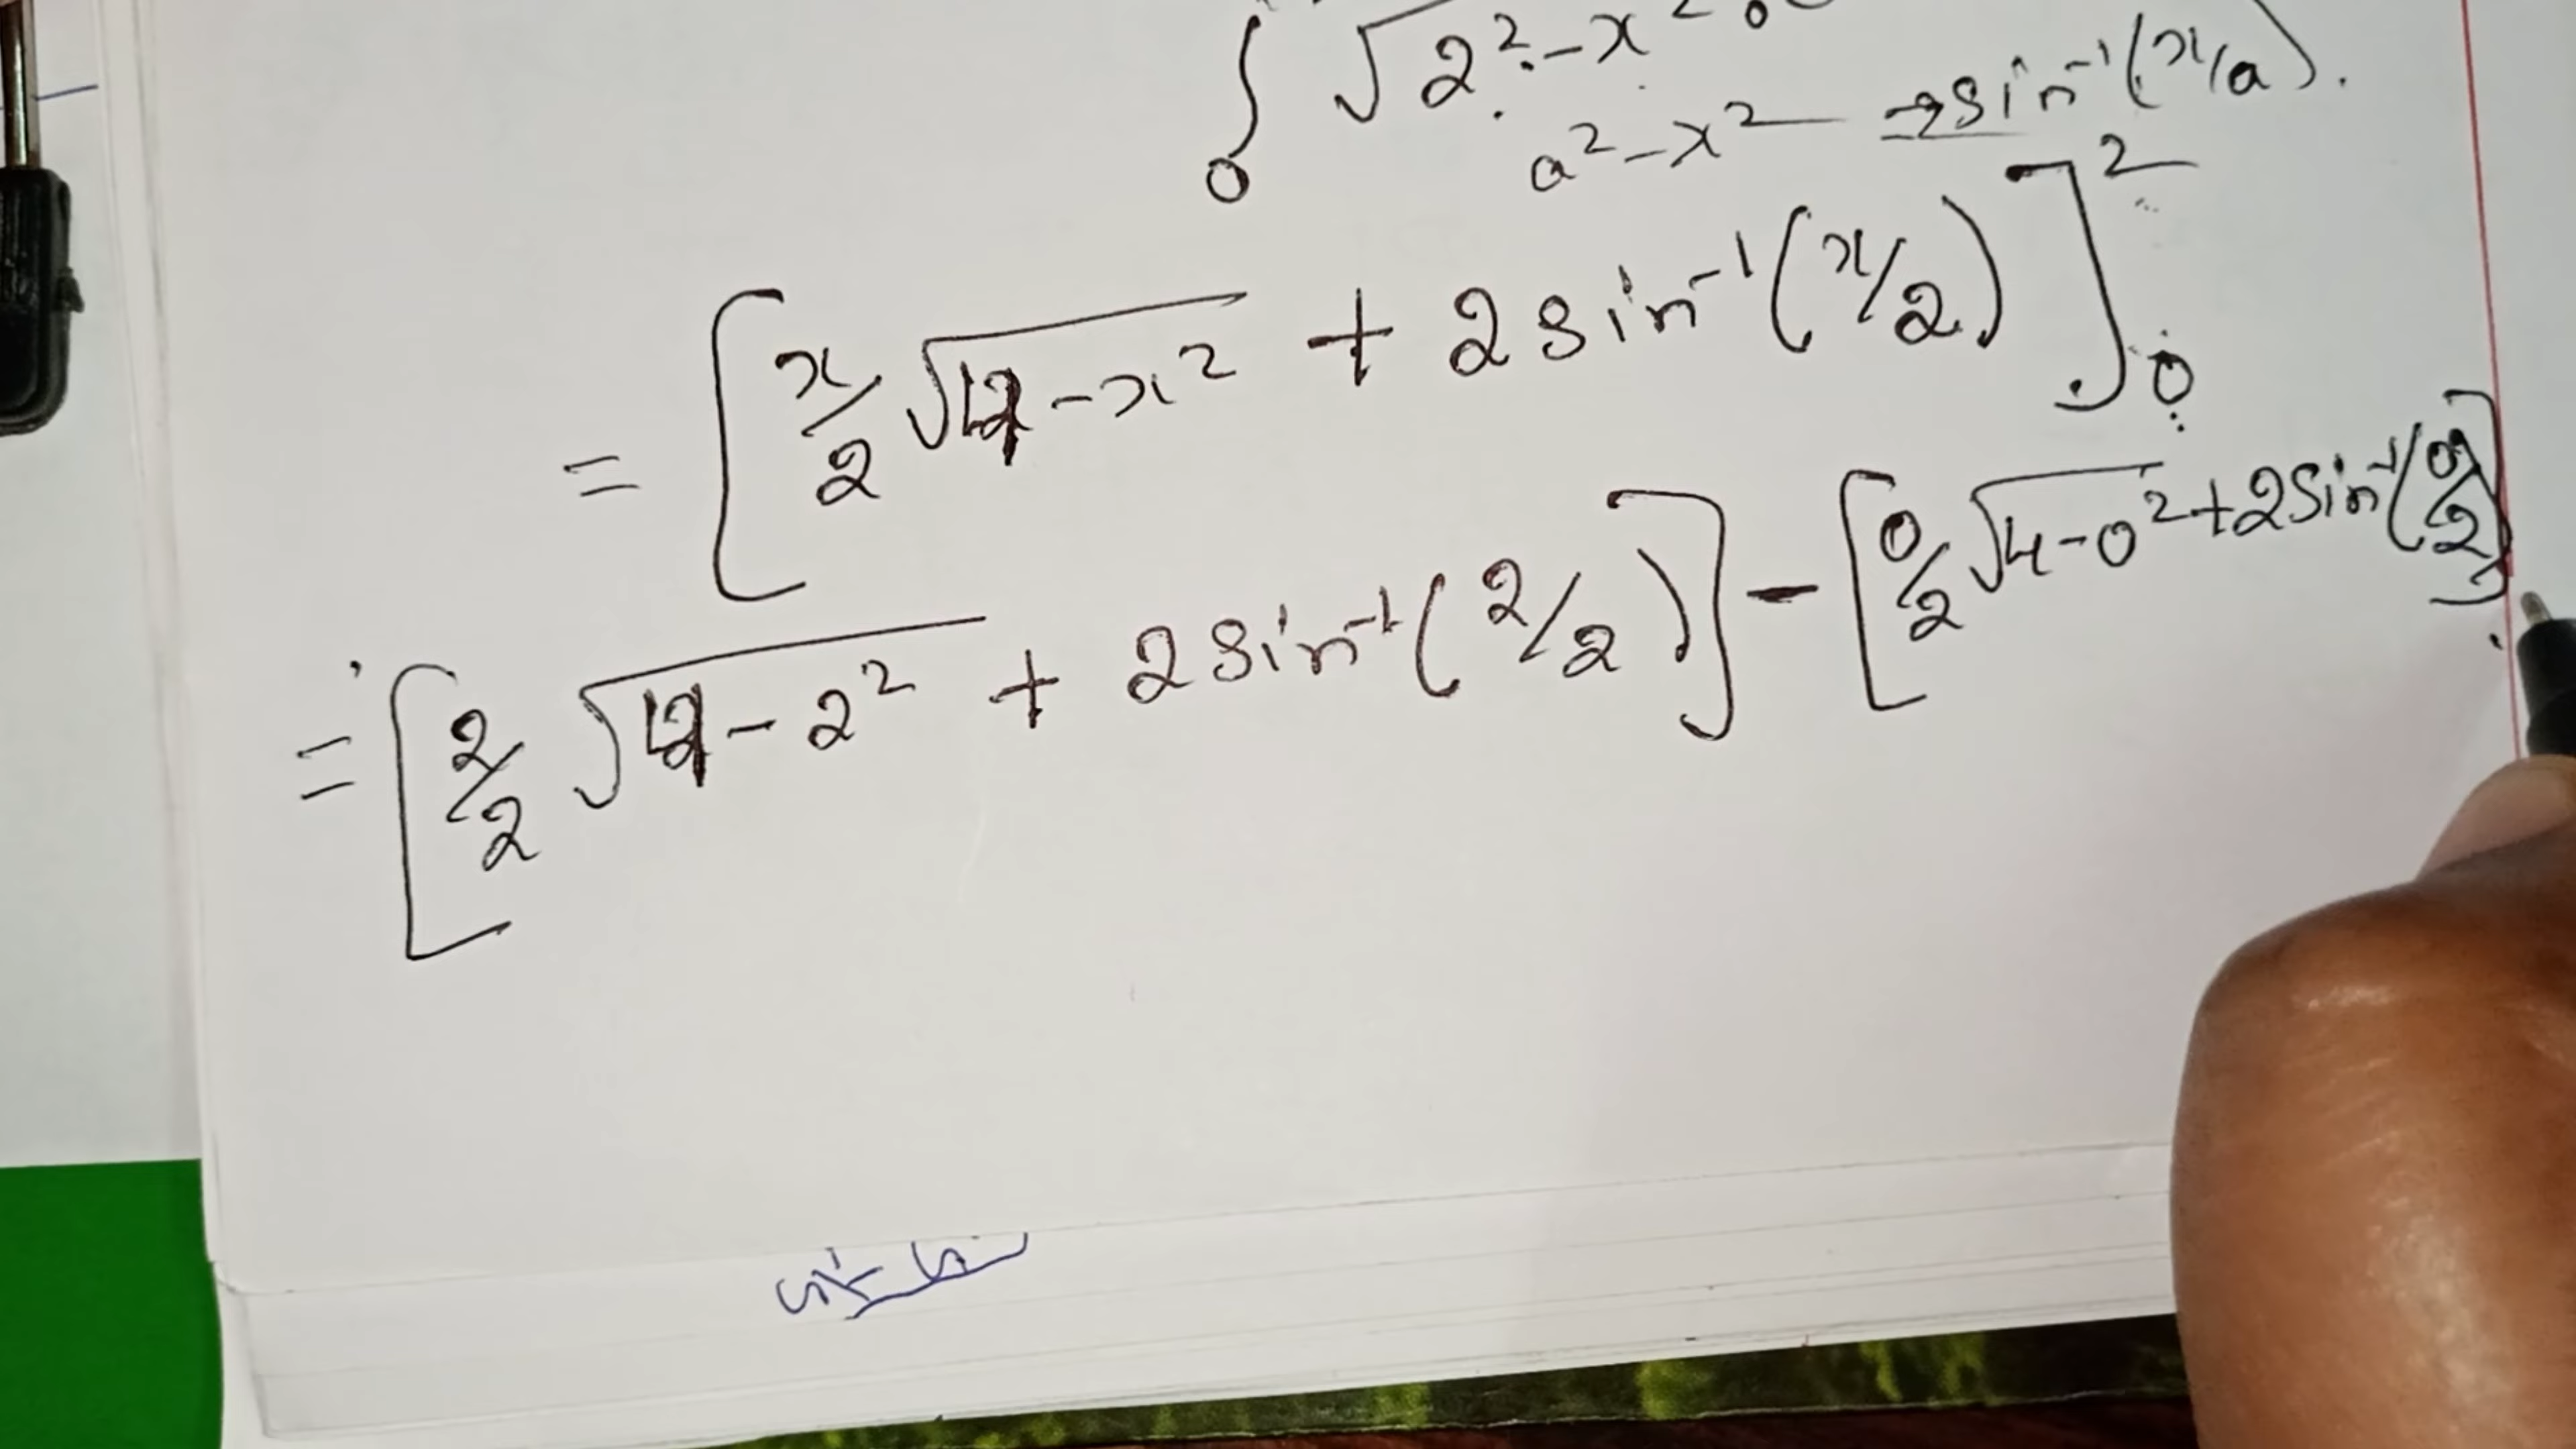 ∫₀ √2² - x²
a² - x² → sin⁻¹(x/a).
= [x/2 √4 - x² + 2 sin⁻¹(x/2)]₀²
= [2/2 √4 - 2² + 2 sin⁻¹(2/2)] - [0/2 √4 - 0² + 2 sin⁻¹(0/2)]